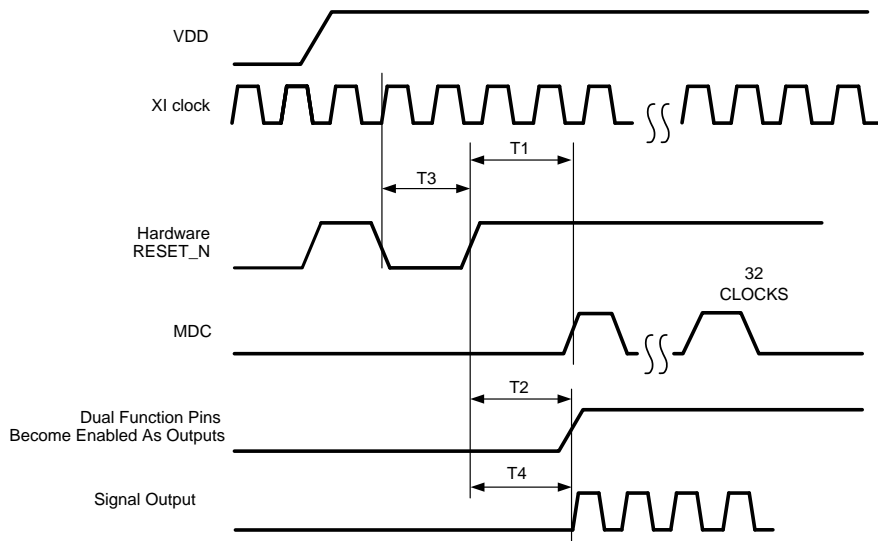 VDD
XI clock
T1
T3
Hardware
RESET_N
32
CLOCKS
MDC
T2
Dual Function Pins
Become Enabled As Outputs
T4
Signal Output